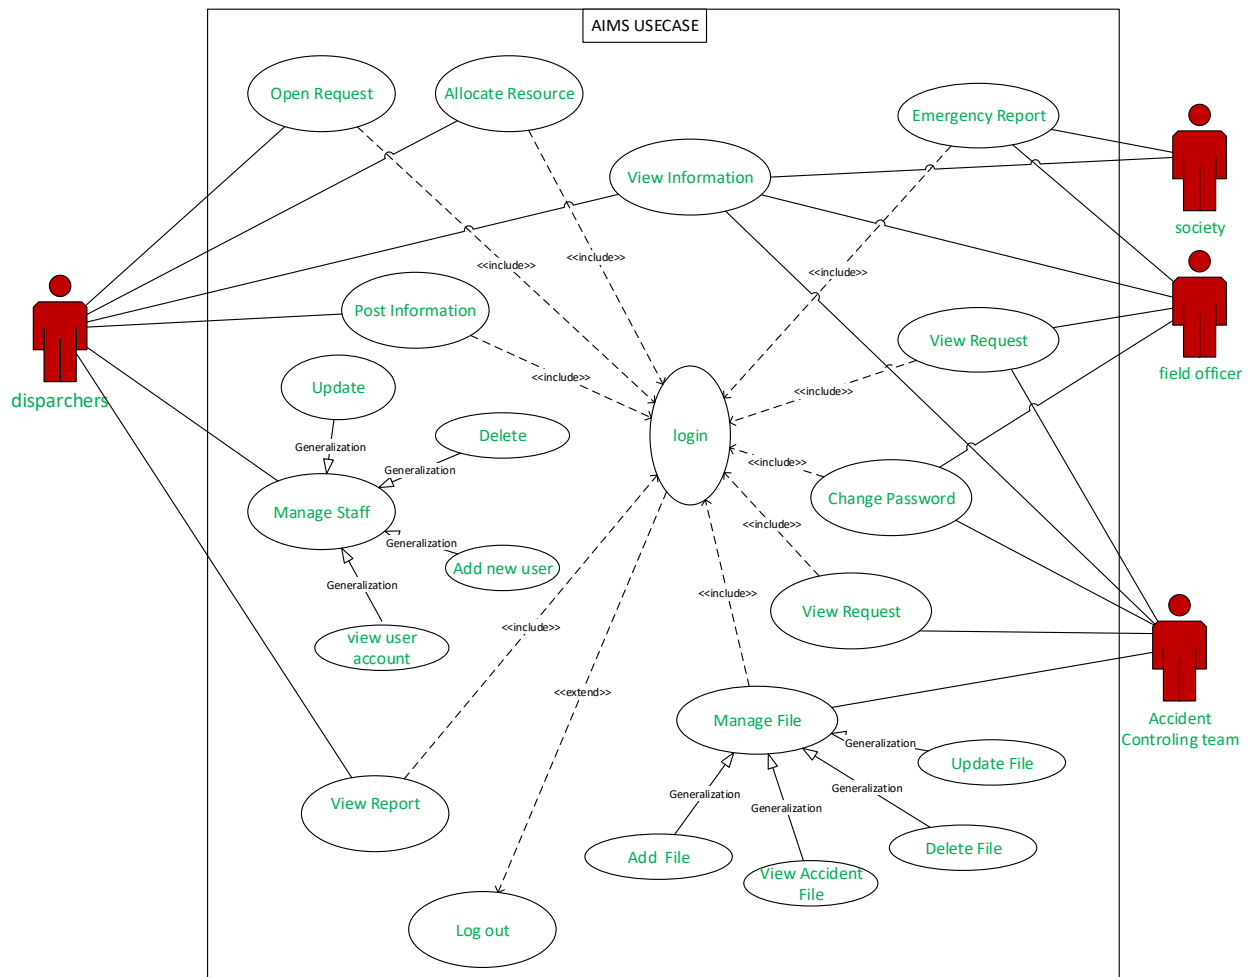 AIMS USECASE
Open Request
Allocate Resource
Emergency Report
View Information
society
<<include>>
<<include>>
<<include>>
Post Information
View Request
disparchers
field officer
<<include>>
<<include>>
Update
Delete
login
Generalization
Generalization
<<include>>
Manage Staff
Change Password
<<include>>
Generalization
Add new user
Generalization
<<include>>
View Request
<<include>>
view user
account
<<extend>>
Manage File
Accident
Controling team
Generalization
Update File
View Report
Generalization
Generalization
Generalization
Add  File
View Accident
File
Delete File
Log out